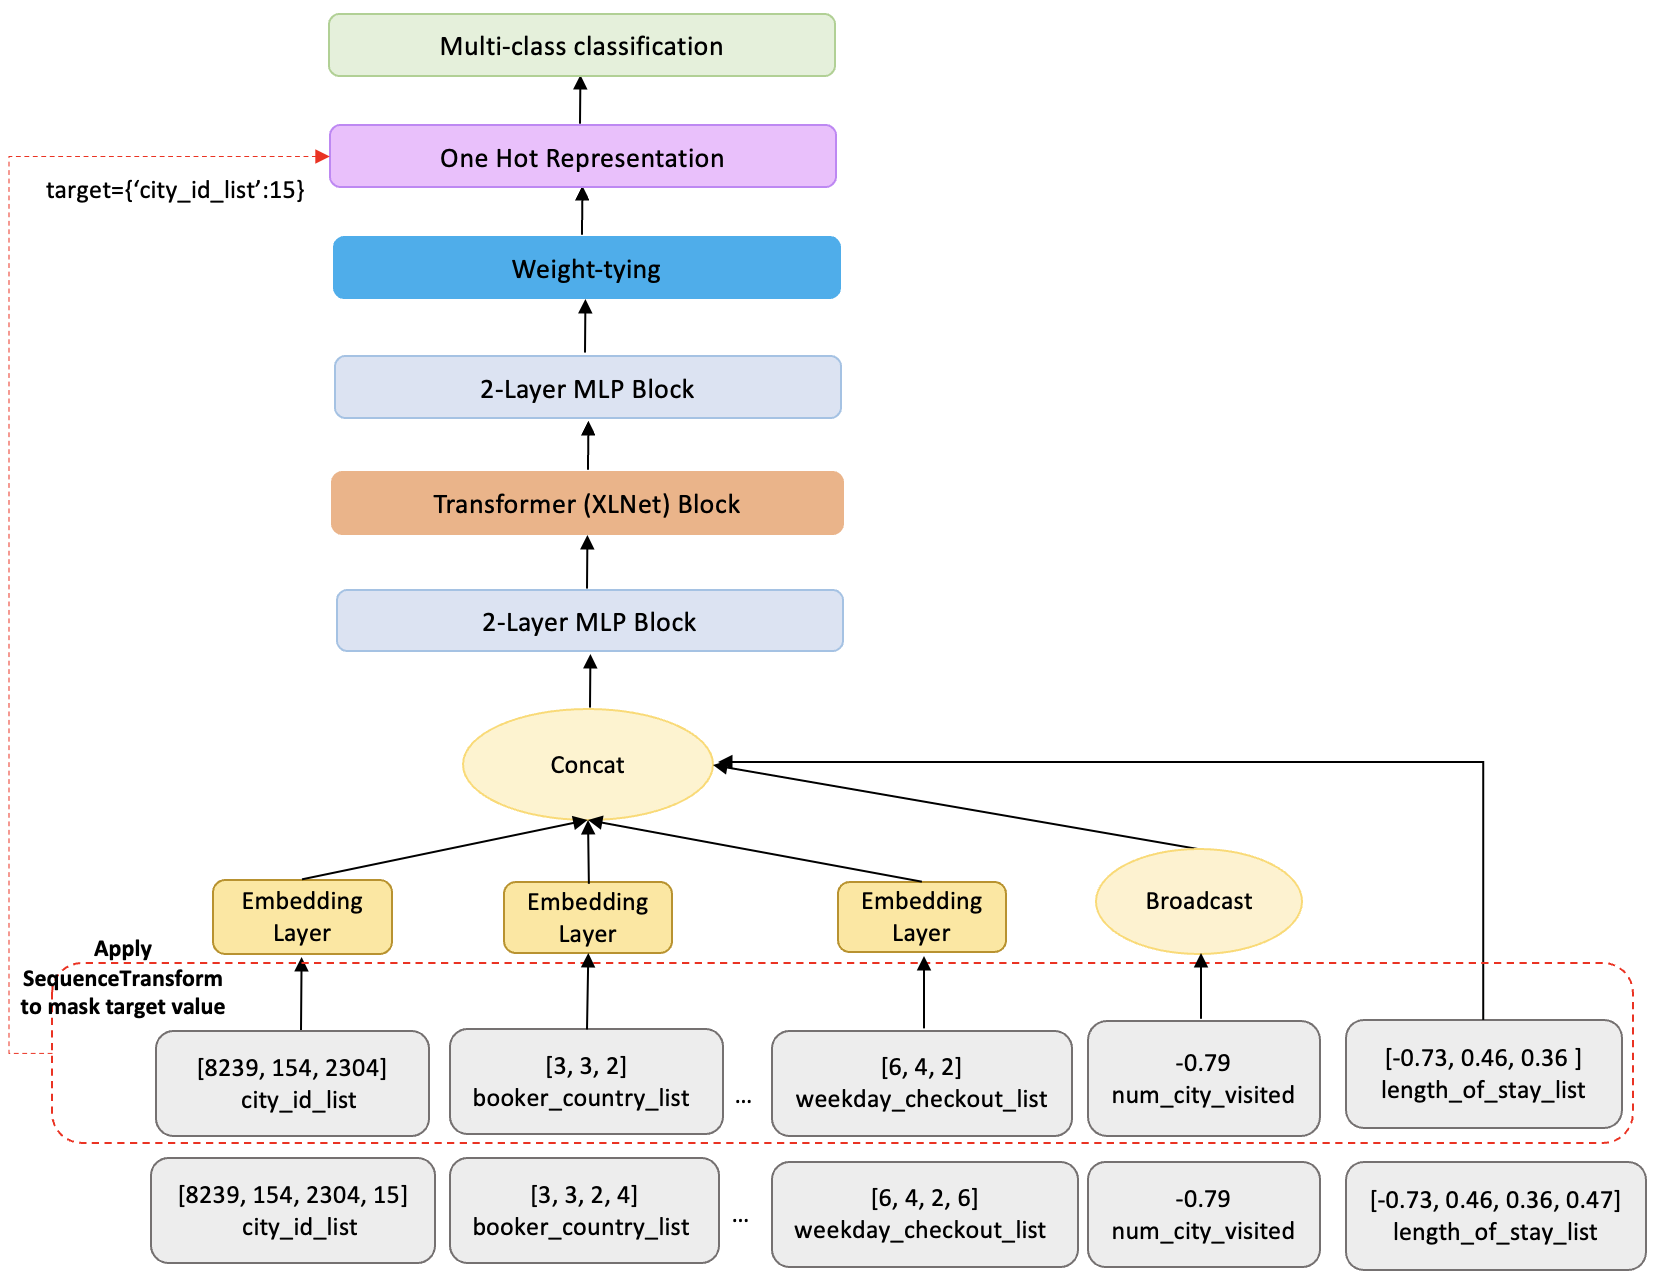 Multi-class classification
One Hot Representation
target={‘city_id_list’:15}
Weight-tying
2-Layer MLP Block
Transformer (XLNet) Block
2-Layer MLP Block
Concat
Embedding
Layer
Embedding
Layer
Embedding
Layer
Broadcast
Apply
SequenceTransform
to mask target value
[8239, 154, 2304]
city_id_list
[3, 3, 2]
booker_country_list
...
[6, 4, 2]
weekday_checkout_list
-0.79
num_city_visited
[-0.73, 0.46, 0.36 ]
length_of_stay_list
[8239, 154, 2304, 15]
city_id_list
[3, 3, 2, 4]
booker_country_list
...
[6, 4, 2, 6]
weekday_checkout_list
-0.79
num_city_visited
[-0.73, 0.46, 0.36, 0.47]
length_of_stay_list